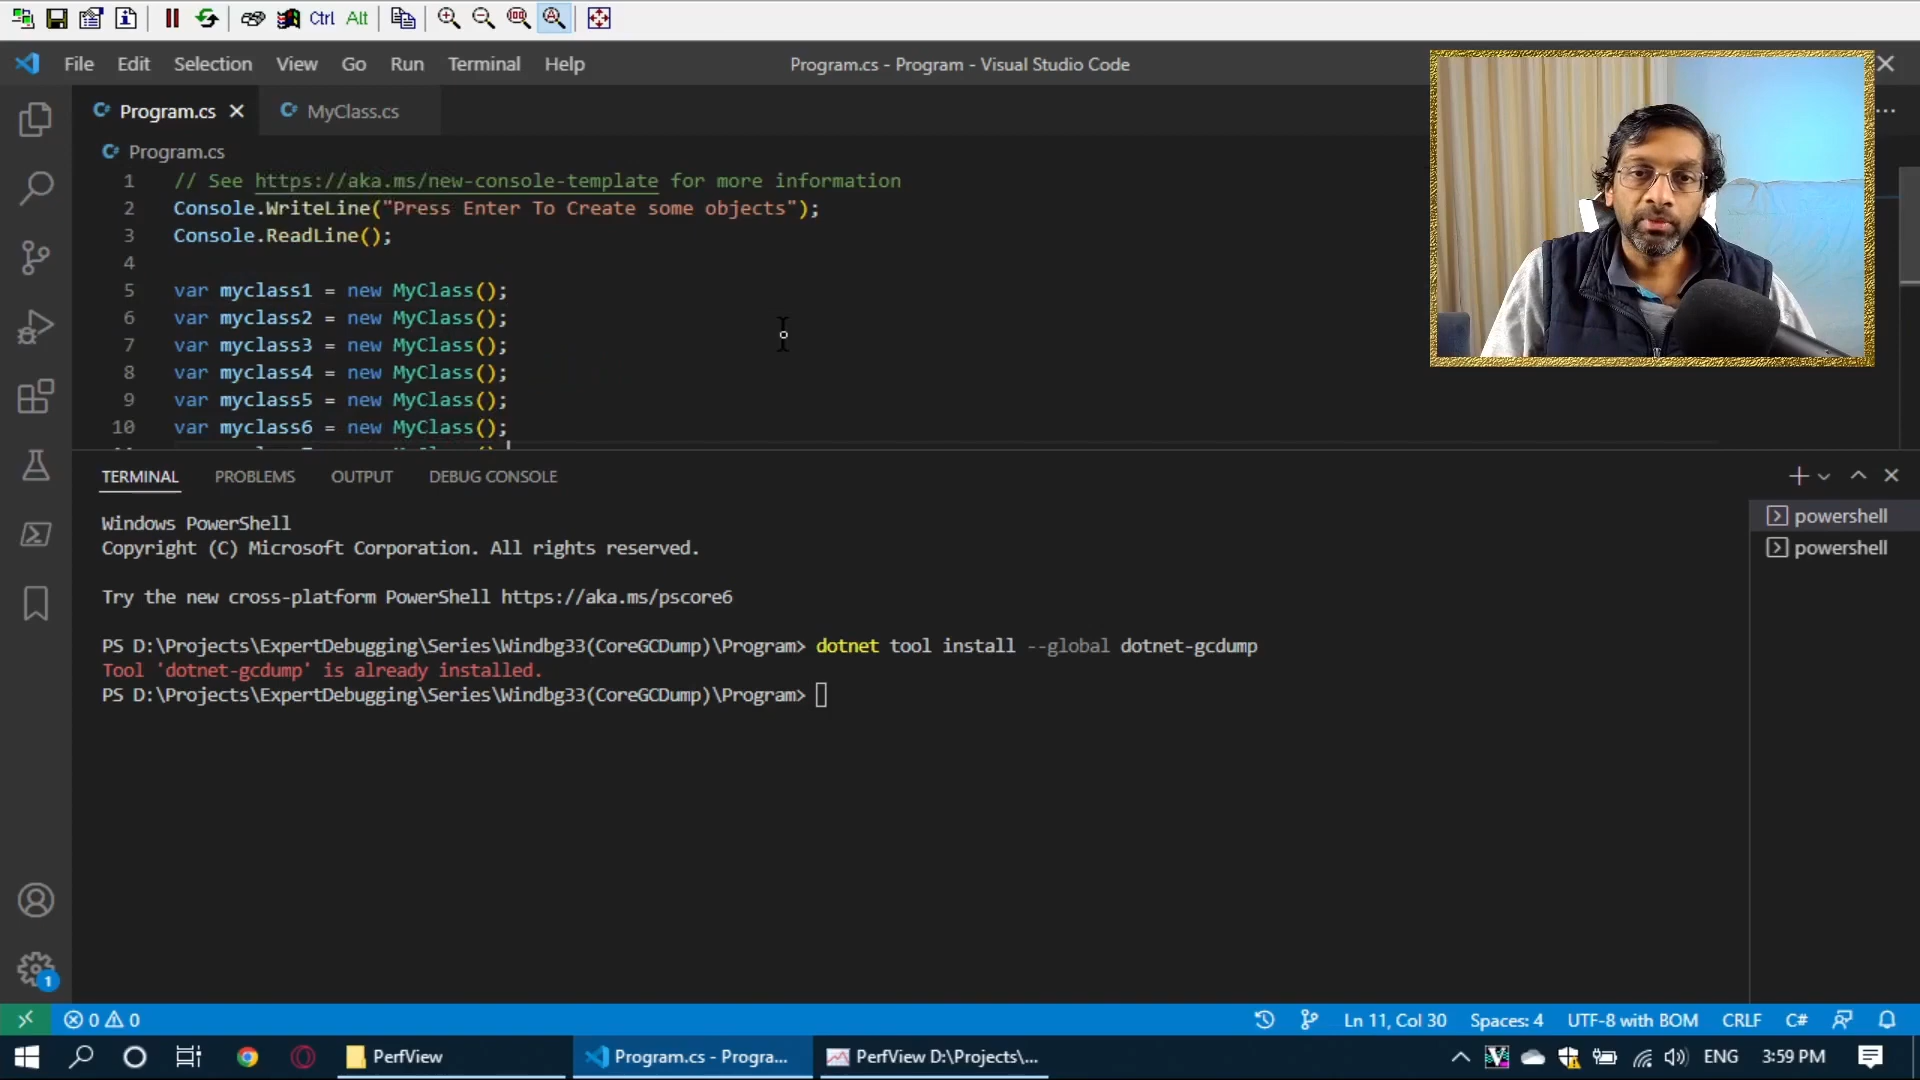 Ctrl Alt
File Edit Selection View Go Run Terminal Help Program.cs - Program - Visual Studio Code
Program.cs MyClass.cs
Program.cs
1 // See https://aka.ms/new-console-template for more information
2 Console.WriteLine("Press Enter To Create some objects");
3 Console.ReadLine();
4
5 var myclass1 = new MyClass();
6 var myclass2 = new MyClass();
7 var myclass3 = new MyClass();
8 var myclass4 = new MyClass();
9 var myclass5 = new MyClass();
10 var myclass6 = new MyClass();
TERMINAL PROBLEMS OUTPUT DEBUG CONSOLE
Windows PowerShell
Copyright (C) Microsoft Corporation. All rights reserved.
Try the new cross-platform PowerShell https://aka.ms/pscore6
PS D:\Projects\ExpertDebugging\Series\Windbg33(CoreGCDump)\Program> dotnet tool install --global dotnet-gcdump
Tool 'dotnet-gcdump' is already installed.
PS D:\Projects\ExpertDebugging\Series\Windbg33(CoreGCDump)\Program>
powershell
powershell
1
0 0 Ln 11, Col 30 Spaces: 4 UTF-8 with BOM CRLF C#
PerfView Program.cs - Progra... PerfView D:\Projects\... ENG 3:59 PM